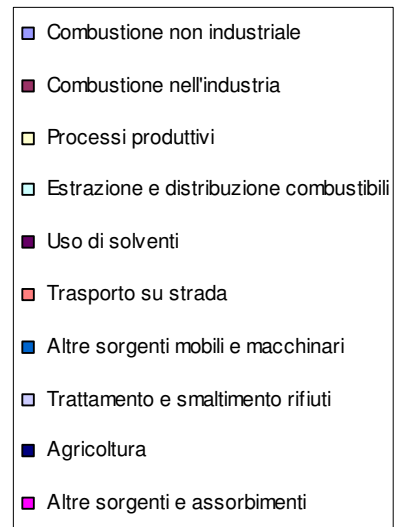 Combustione non industriale
Combustione nell'industria
Processi produttivi
Estrazione e distribuzione combustibili
Uso di solventi
Trasporto su strada
Altre sorgenti mobili e macchinari
Trattamento e smaltimento rifiuti
Agricoltura
Altre sorgenti e assorbimenti